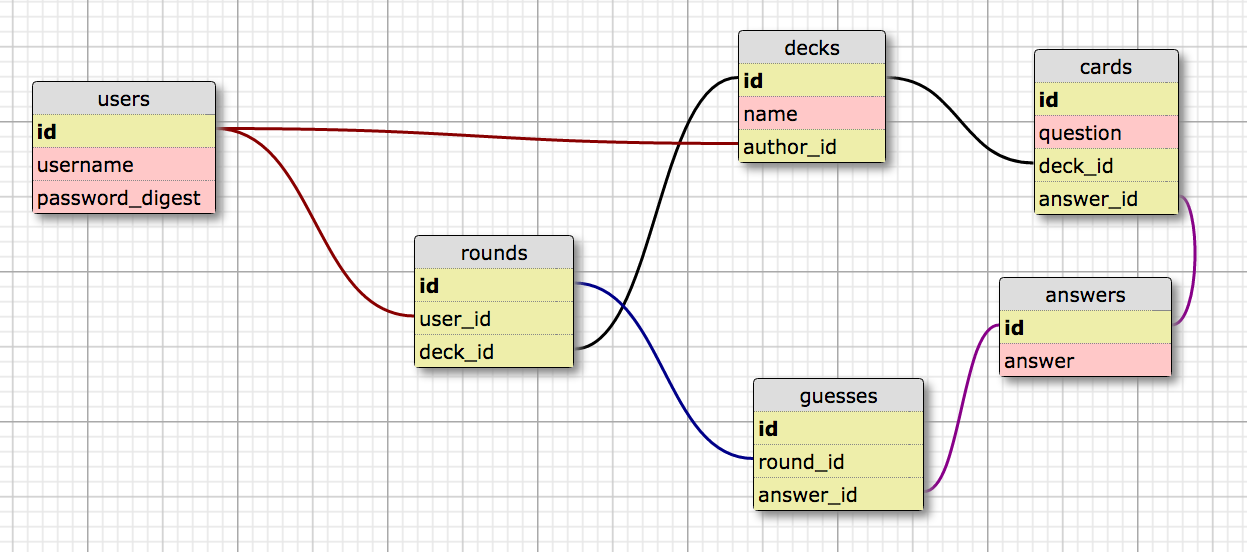 users
id
username
password_digest
rounds
id
user_id
deck_id
decks
id
name
author_id
guesses
id
round_id
answer_id
cards
id
question
deck_id
answer_id
answers
id
answer